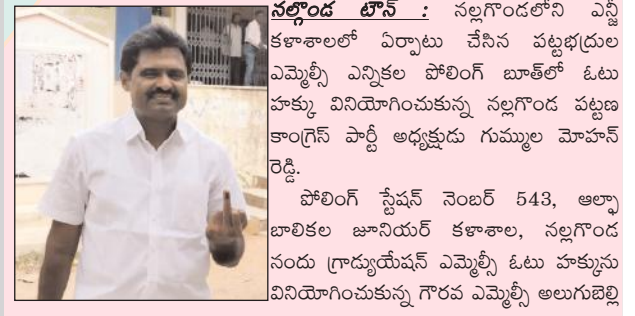 నల్గొండ టౌన్ : నల్లగొండలోని ఎన్జీ
కళాశాలలో ఏర్పాటు చేసిన పట్టభద్రుల
ఎమ్మెల్సీ ఎన్నికల పోలింగ్ బూత్‌లో ఓటు
హక్కు వినియోగించుకున్న నల్లగొండ పట్టణ
కాంగ్రెస్ పార్టీ అధ్యక్షుడు గుమ్ముల మోహన్
రెడ్డి.
పోలింగ్ స్టేషన్ నెంబర్ 543, ఆల్ఫా
బాలికల జూనియర్ కళాశాల, నల్లగొండ
నందు గ్రాడ్యుయేషన్ ఎమ్మెల్సీ ఓటు హక్కును
వినియోగించుకున్న గౌరవ ఎమ్మెల్సీ అలుగుబెల్లి